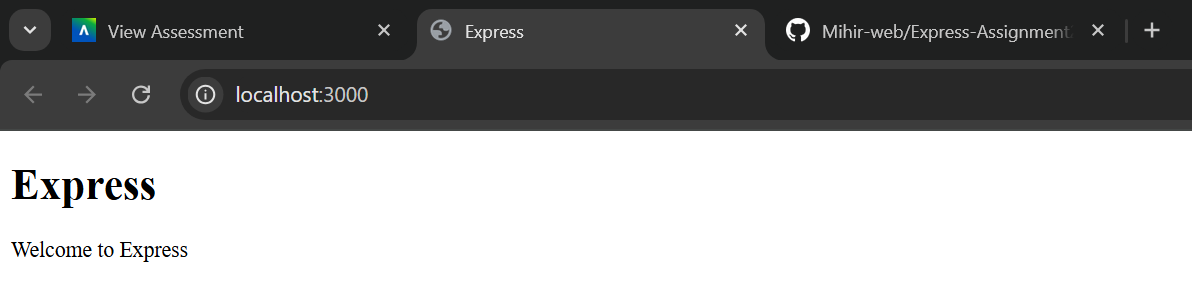 View Assessment
Express
Mihir-web/Express-Assignment
localhost:3000
Express
Welcome to Express